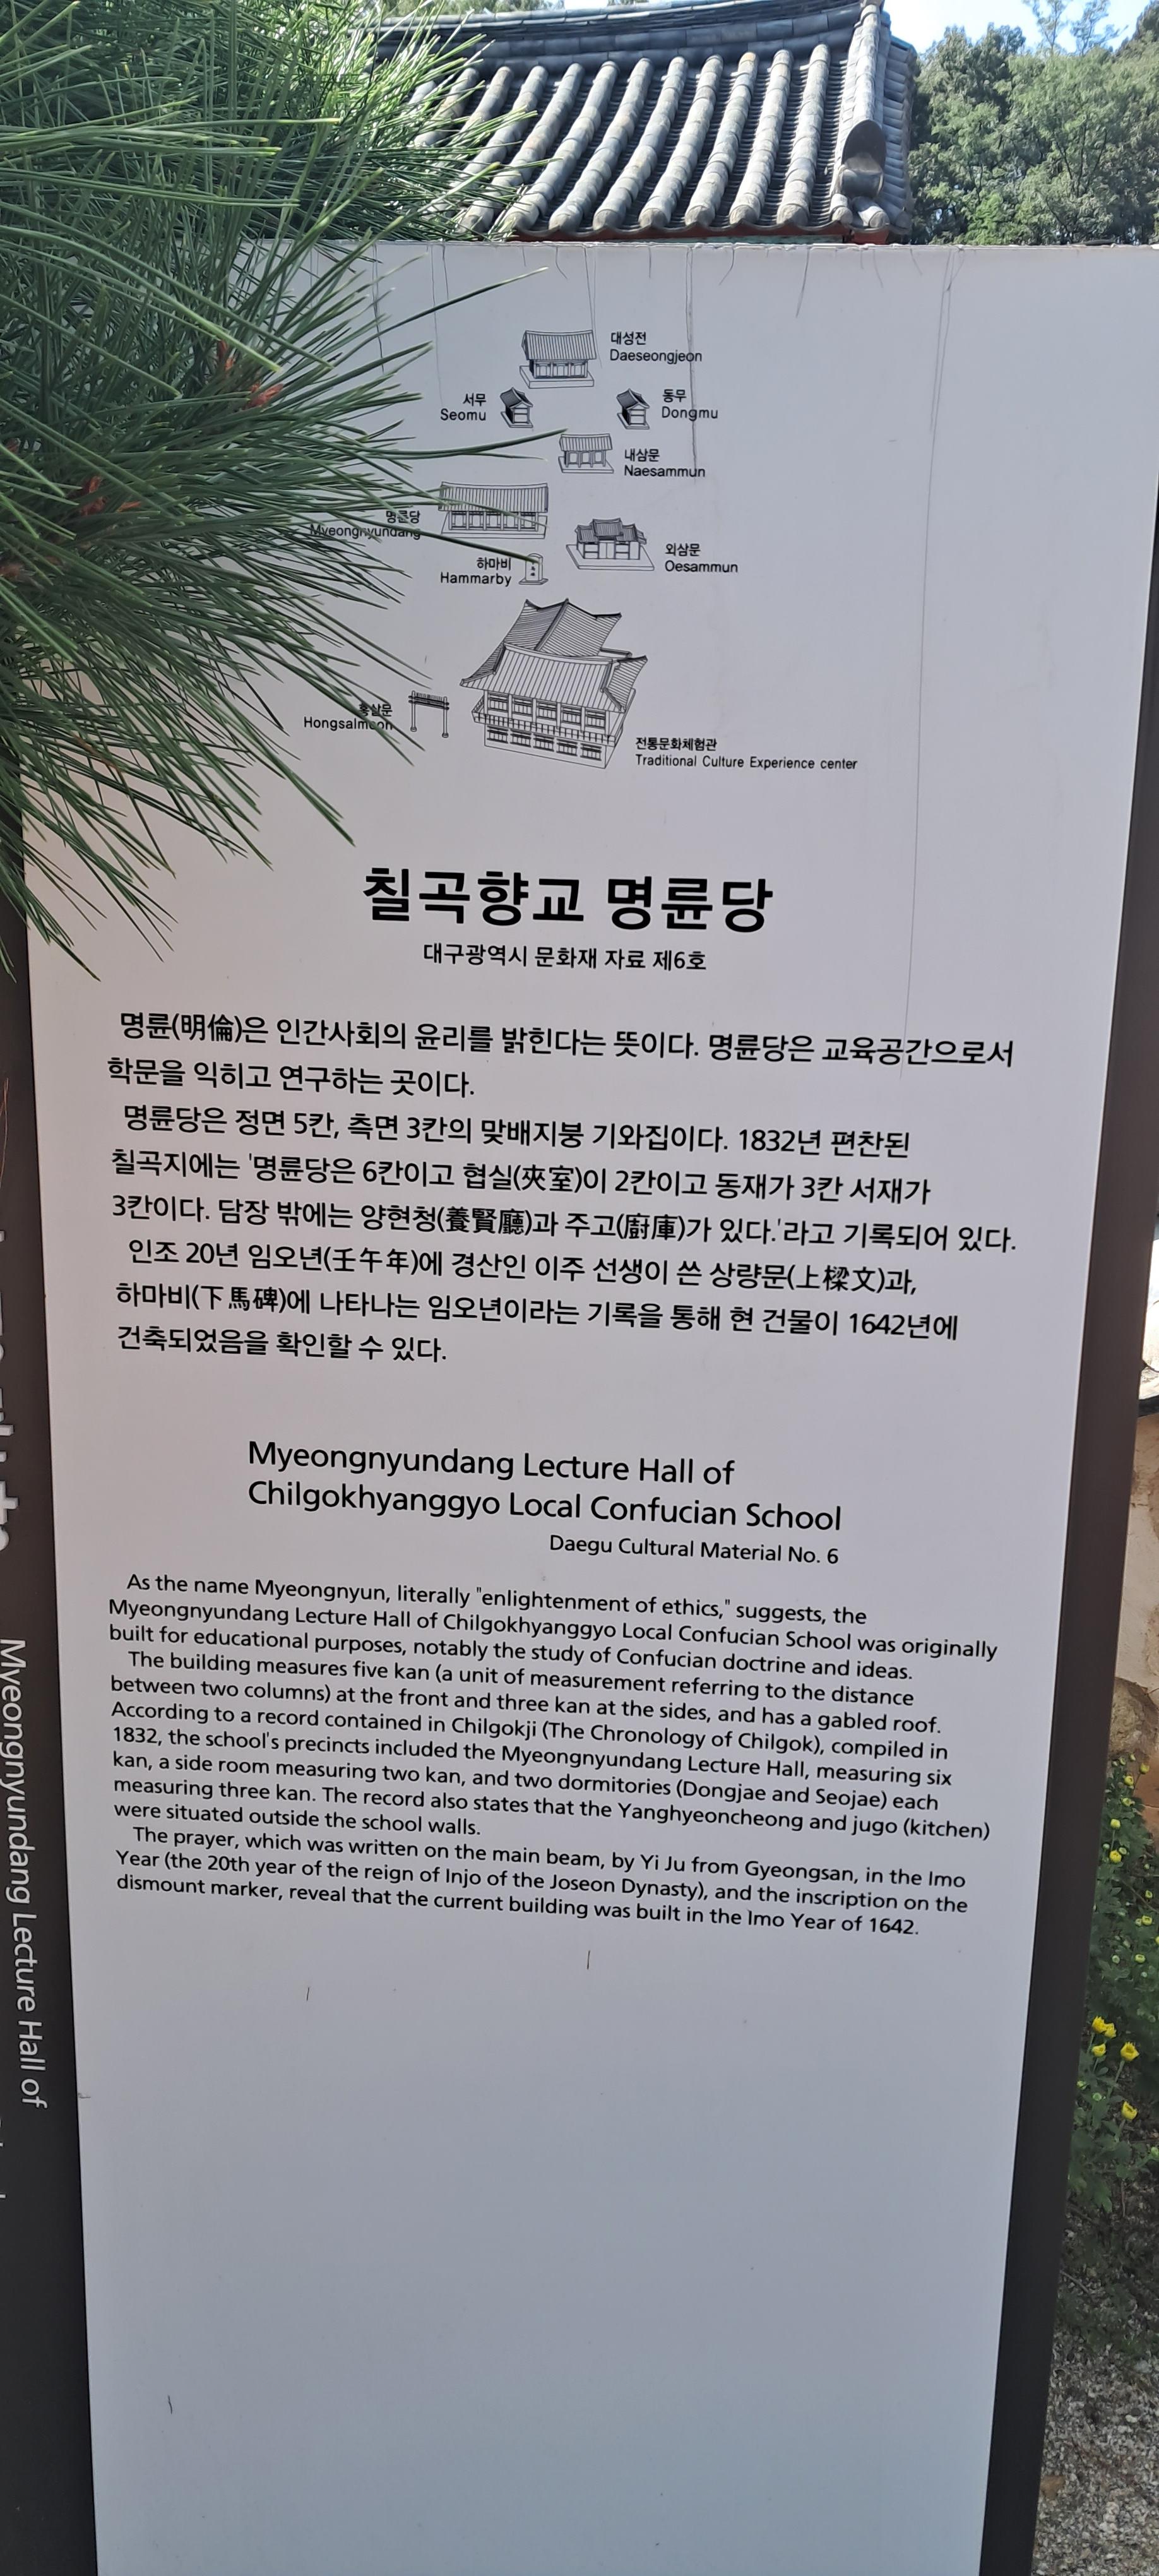 대성전
Daeseongjeon
서무
Seomu
동무
Dongmu
내삼문
Naesammun
명륜당
Myeongnyundang
외삼문
Oesammun
하마비
Hammarby
홍살문
Hongsalmoon
전통문화체험관
Traditional Culture Experience center
칠곡향교 명륜당
대구광역시 문화재 자료 제6호
명륜(明倫)은 인간사회의 윤리를 밝힌다는 뜻이다. 명륜당은 교육공간으로서
학문을 익히고 연구하는 곳이다.
명륜당은 정면 5칸, 측면 3칸의 맞배지붕 기와집이다. 1832년 편찬된
칠곡지에는 '명륜당은 6칸이고 협실(夾室)이 2칸이고 동재가 3칸 서재가
3칸이다. 담장 밖에는 양현청(養賢廳)과 주고(廚庫)가 있다.'라고 기록되어 있다.
인조 20년 임오년(壬午年)에 경산인 이주 선생이 쓴 상량문(上樑文)과,
하마비(下馬碑)에 나타나는 임오년이라는 기록을 통해 현 건물이 1642년에
건축되었음을 확인할 수 있다.
Myeongnyundang Lecture Hall of
Chilgokhyanggyo Local Confucian School
Daegu Cultural Material No. 6
As the name Myeongnyun, literally "enlightenment of ethics," suggests, the
Myeongnyundang Lecture Hall of Chilgokhyanggyo Local Confucian School was originally
built for educational purposes, notably the study of Confucian doctrine and ideas.
The building measures five kan (a unit of measurement referring to the distance
between two columns) at the front and three kan at the sides, and has a gabled roof.
According to a record contained in Chilgokji (The Chronology of Chilgok), compiled in
1832, the school's precincts included the Myeongnyundang Lecture Hall, measuring six
kan, a side room measuring two kan, and two dormitories (Dongjae and Seojae) each
measuring three kan. The record also states that the Yanghyeoncheong and jugo (kitchen)
were situated outside the school walls.
The prayer, which was written on the main beam, by Yi Ju from Gyeongsan, in the Imo
Year (the 20th year of the reign of Injo of the Joseon Dynasty), and the inscription on the
dismount marker, reveal that the current building was built in the Imo Year of 1642.
Myeongnyundang Lecture Hall of